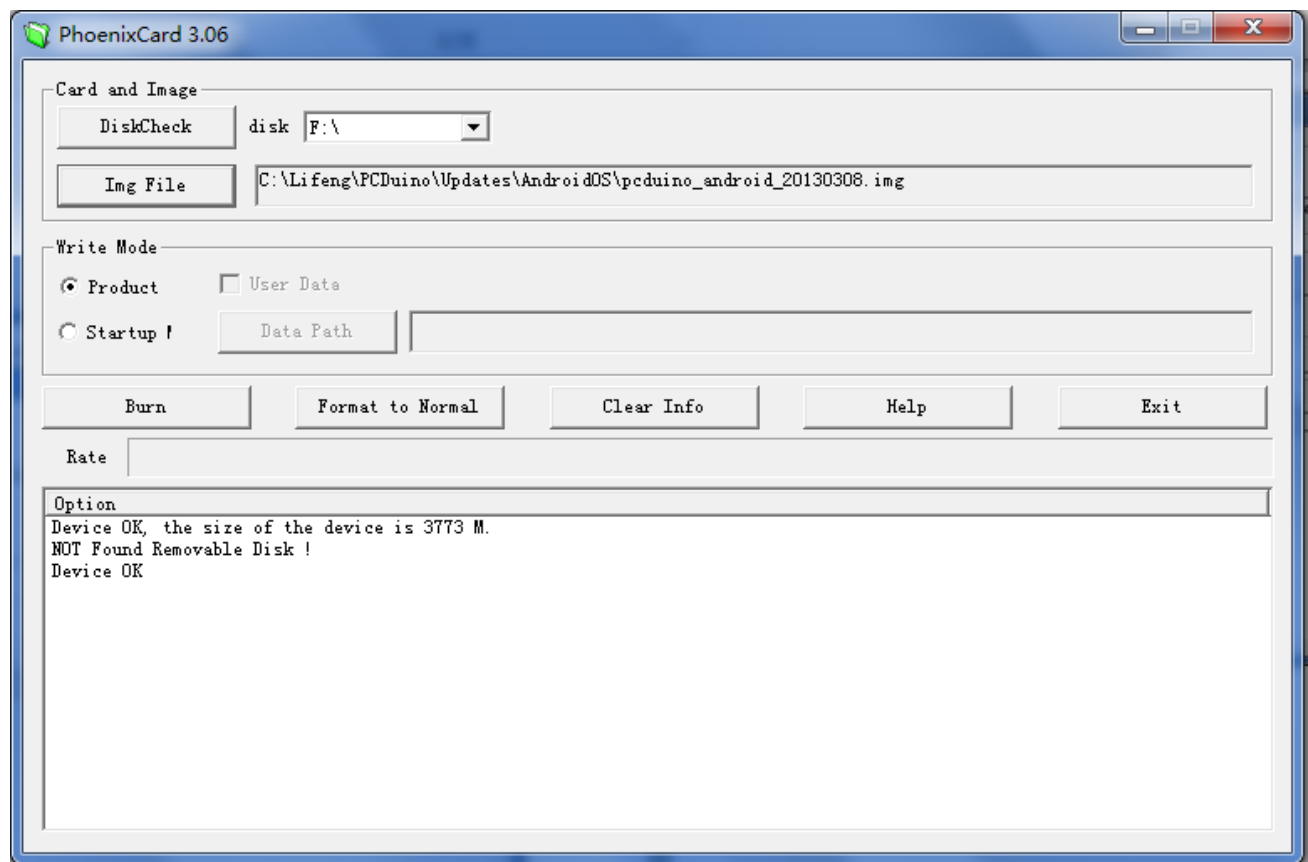 PhoenixCard 3.06
Card and Image
DiskCheck disk F:\
Img File C:\Lifeng\PCDuino\Updates\AndroidOS\pcduino_android_20130308.img
Write Mode
Product User Data
Startup Data Path
Burn Format to Normal Clear Info Help Exit
Rate
Option
Device OK, the size of the device is 3773 M.
NOT Found Removable Disk !
Device OK